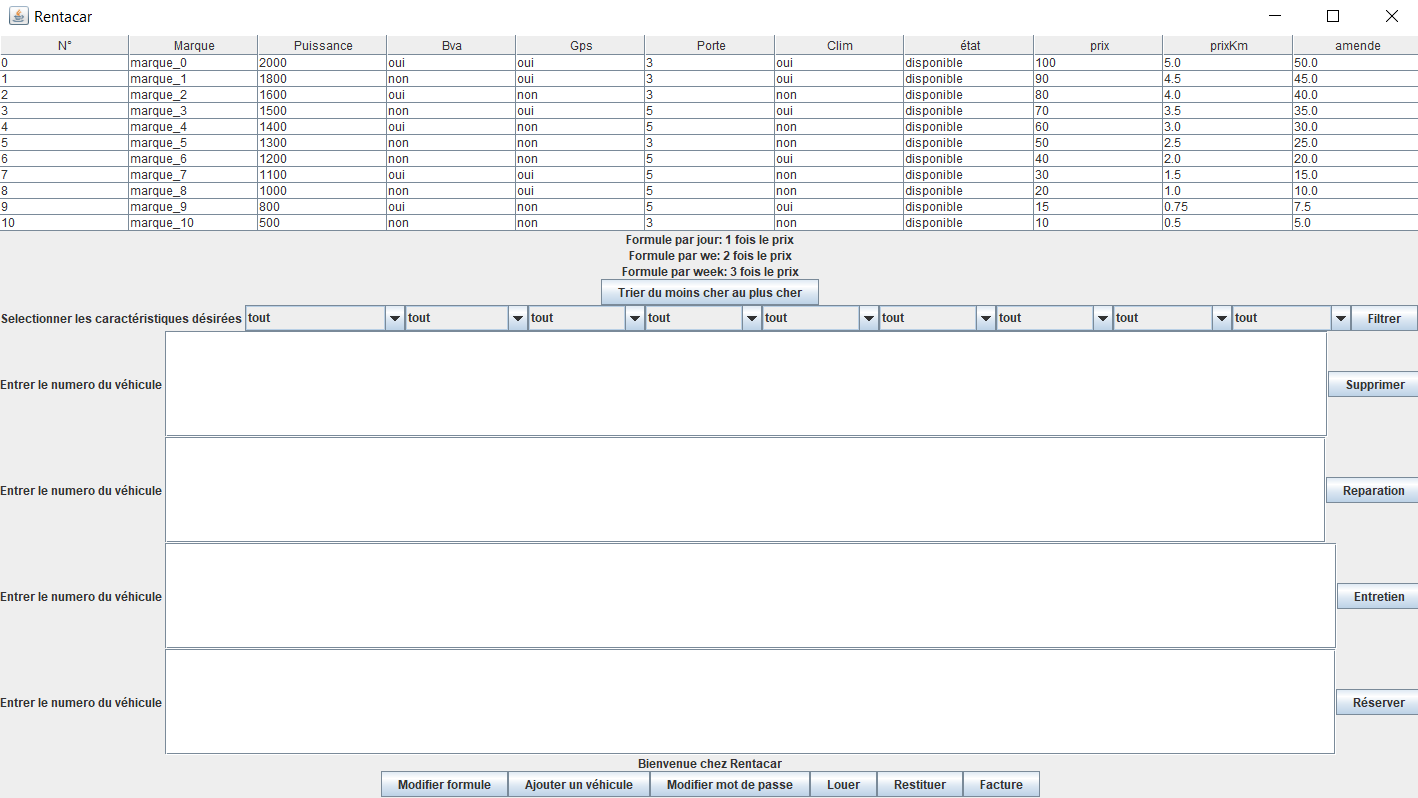 Rentacar
N° Marque Puissance Bva Gps Porte Clim état prix prixKm amende
0 marque_0 2000 oui oui 3 oui disponible 100 5.0 50.0
1 marque_1 1800 non oui 3 oui disponible 90 4.5 45.0
2 marque_2 1600 oui non 3 non disponible 80 4.0 40.0
3 marque_3 1500 non oui 5 oui disponible 70 3.5 35.0
4 marque_4 1400 oui non 5 non disponible 60 3.0 30.0
5 marque_5 1300 non non 3 non disponible 50 2.5 25.0
6 marque_6 1200 non non 5 oui disponible 40 2.0 20.0
7 marque_7 1100 oui oui 5 non disponible 30 1.5 15.0
8 marque_8 1000 non oui 5 non disponible 20 1.0 10.0
9 marque_9 800 oui non 5 oui disponible 15 0.75 7.5
10 marque_10 500 non non 3 non disponible 10 0.5 5.0
Formule par jour: 1 fois le prix
Formule par we: 2 fois le prix
Formule par week: 3 fois le prix
Trier du moins cher au plus cher
Selectionner les caractéristiques désirées tout tout tout tout tout tout tout tout tout Filtrer
Entrer le numero du véhicule Supprimer
Entrer le numero du véhicule Reparation
Entrer le numero du véhicule Entretien
Entrer le numero du véhicule Réserver
Bienvenue chez Rentacar
Modifier formule Ajouter un véhicule Modifier mot de passe Louer Restituer Facture